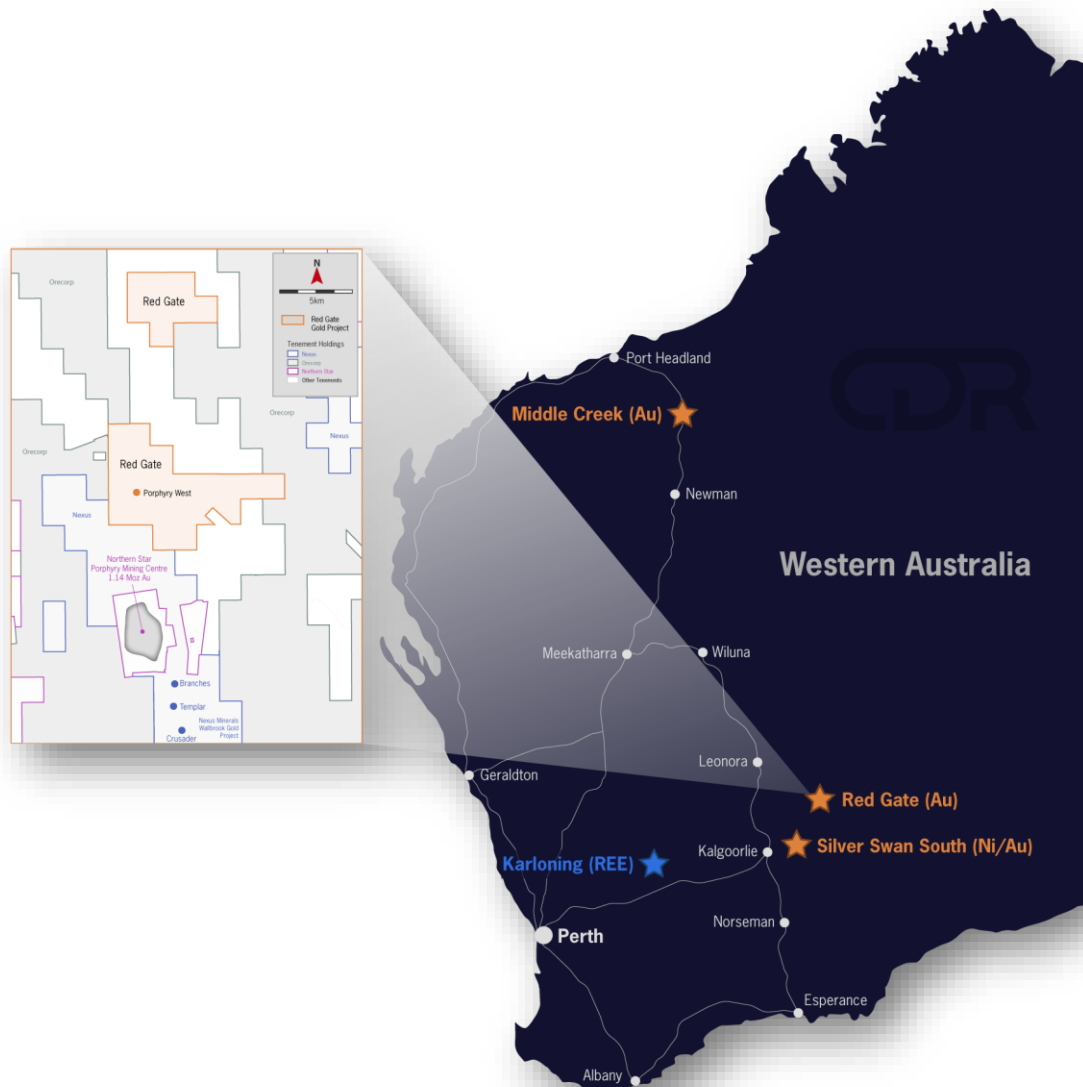 Orecorp
Red Gate
N
5km
Red Gate
Gold Project
Tenement Holdings
Nexus
Orecorp
Northern Star
Other Tenements
Orecorp
Nexus
Orecorp
Red Gate
Porphyry West
Nexus
Northern Star
Porphyry Mining Centre
1.14 Moz Au
Branches
Templar
Nexus Minerals
Wallbrook Gold
Project
Crusader
CDR
Port Headland
Middle Creek (Au)
Newman
Western Australia
Meekatharra
Wiluna
Leonora
Geraldton
Red Gate (Au)
Silver Swan South (Ni/Au)
Kalgoorlie
Karloning (REE)
Norseman
Perth
Esperance
Albany